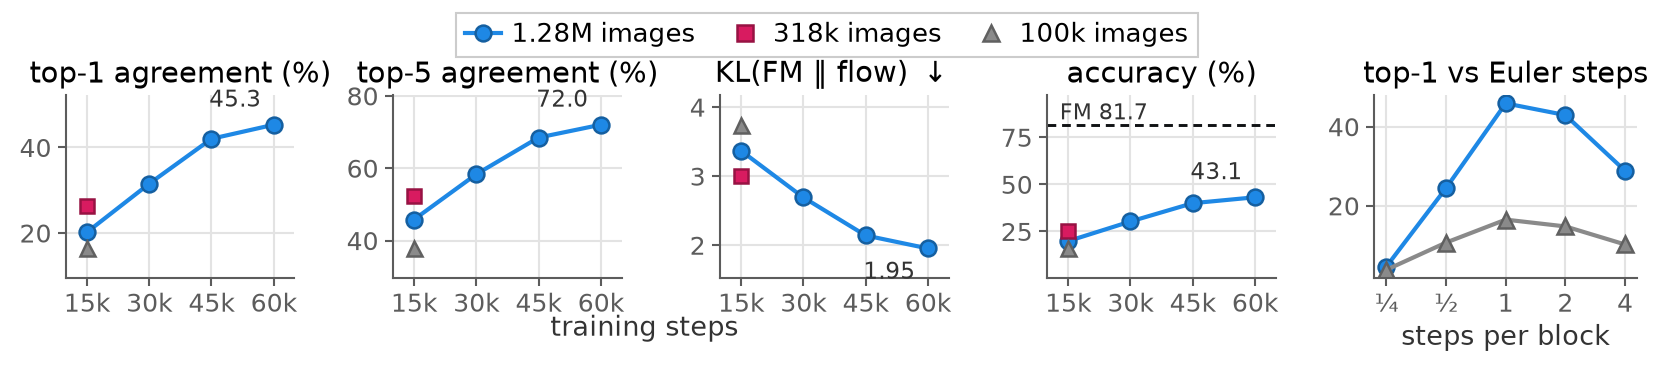 1.28M images 318k images 100k images
top-1 agreement (%) top-5 agreement (%) KL(FM ∥ flow) ↓ accuracy (%) top-1 vs Euler steps
45.3
40
20
15k 30k 45k 60k
72.0
80
60
40
15k 30k 45k 60k
4
3
2
1.95
15k 30k 45k 60k
FM 81.7
75
43.1
50
25
15k 30k 45k 60k
40
20
¼ ½ 1 2 4
training steps
steps per block